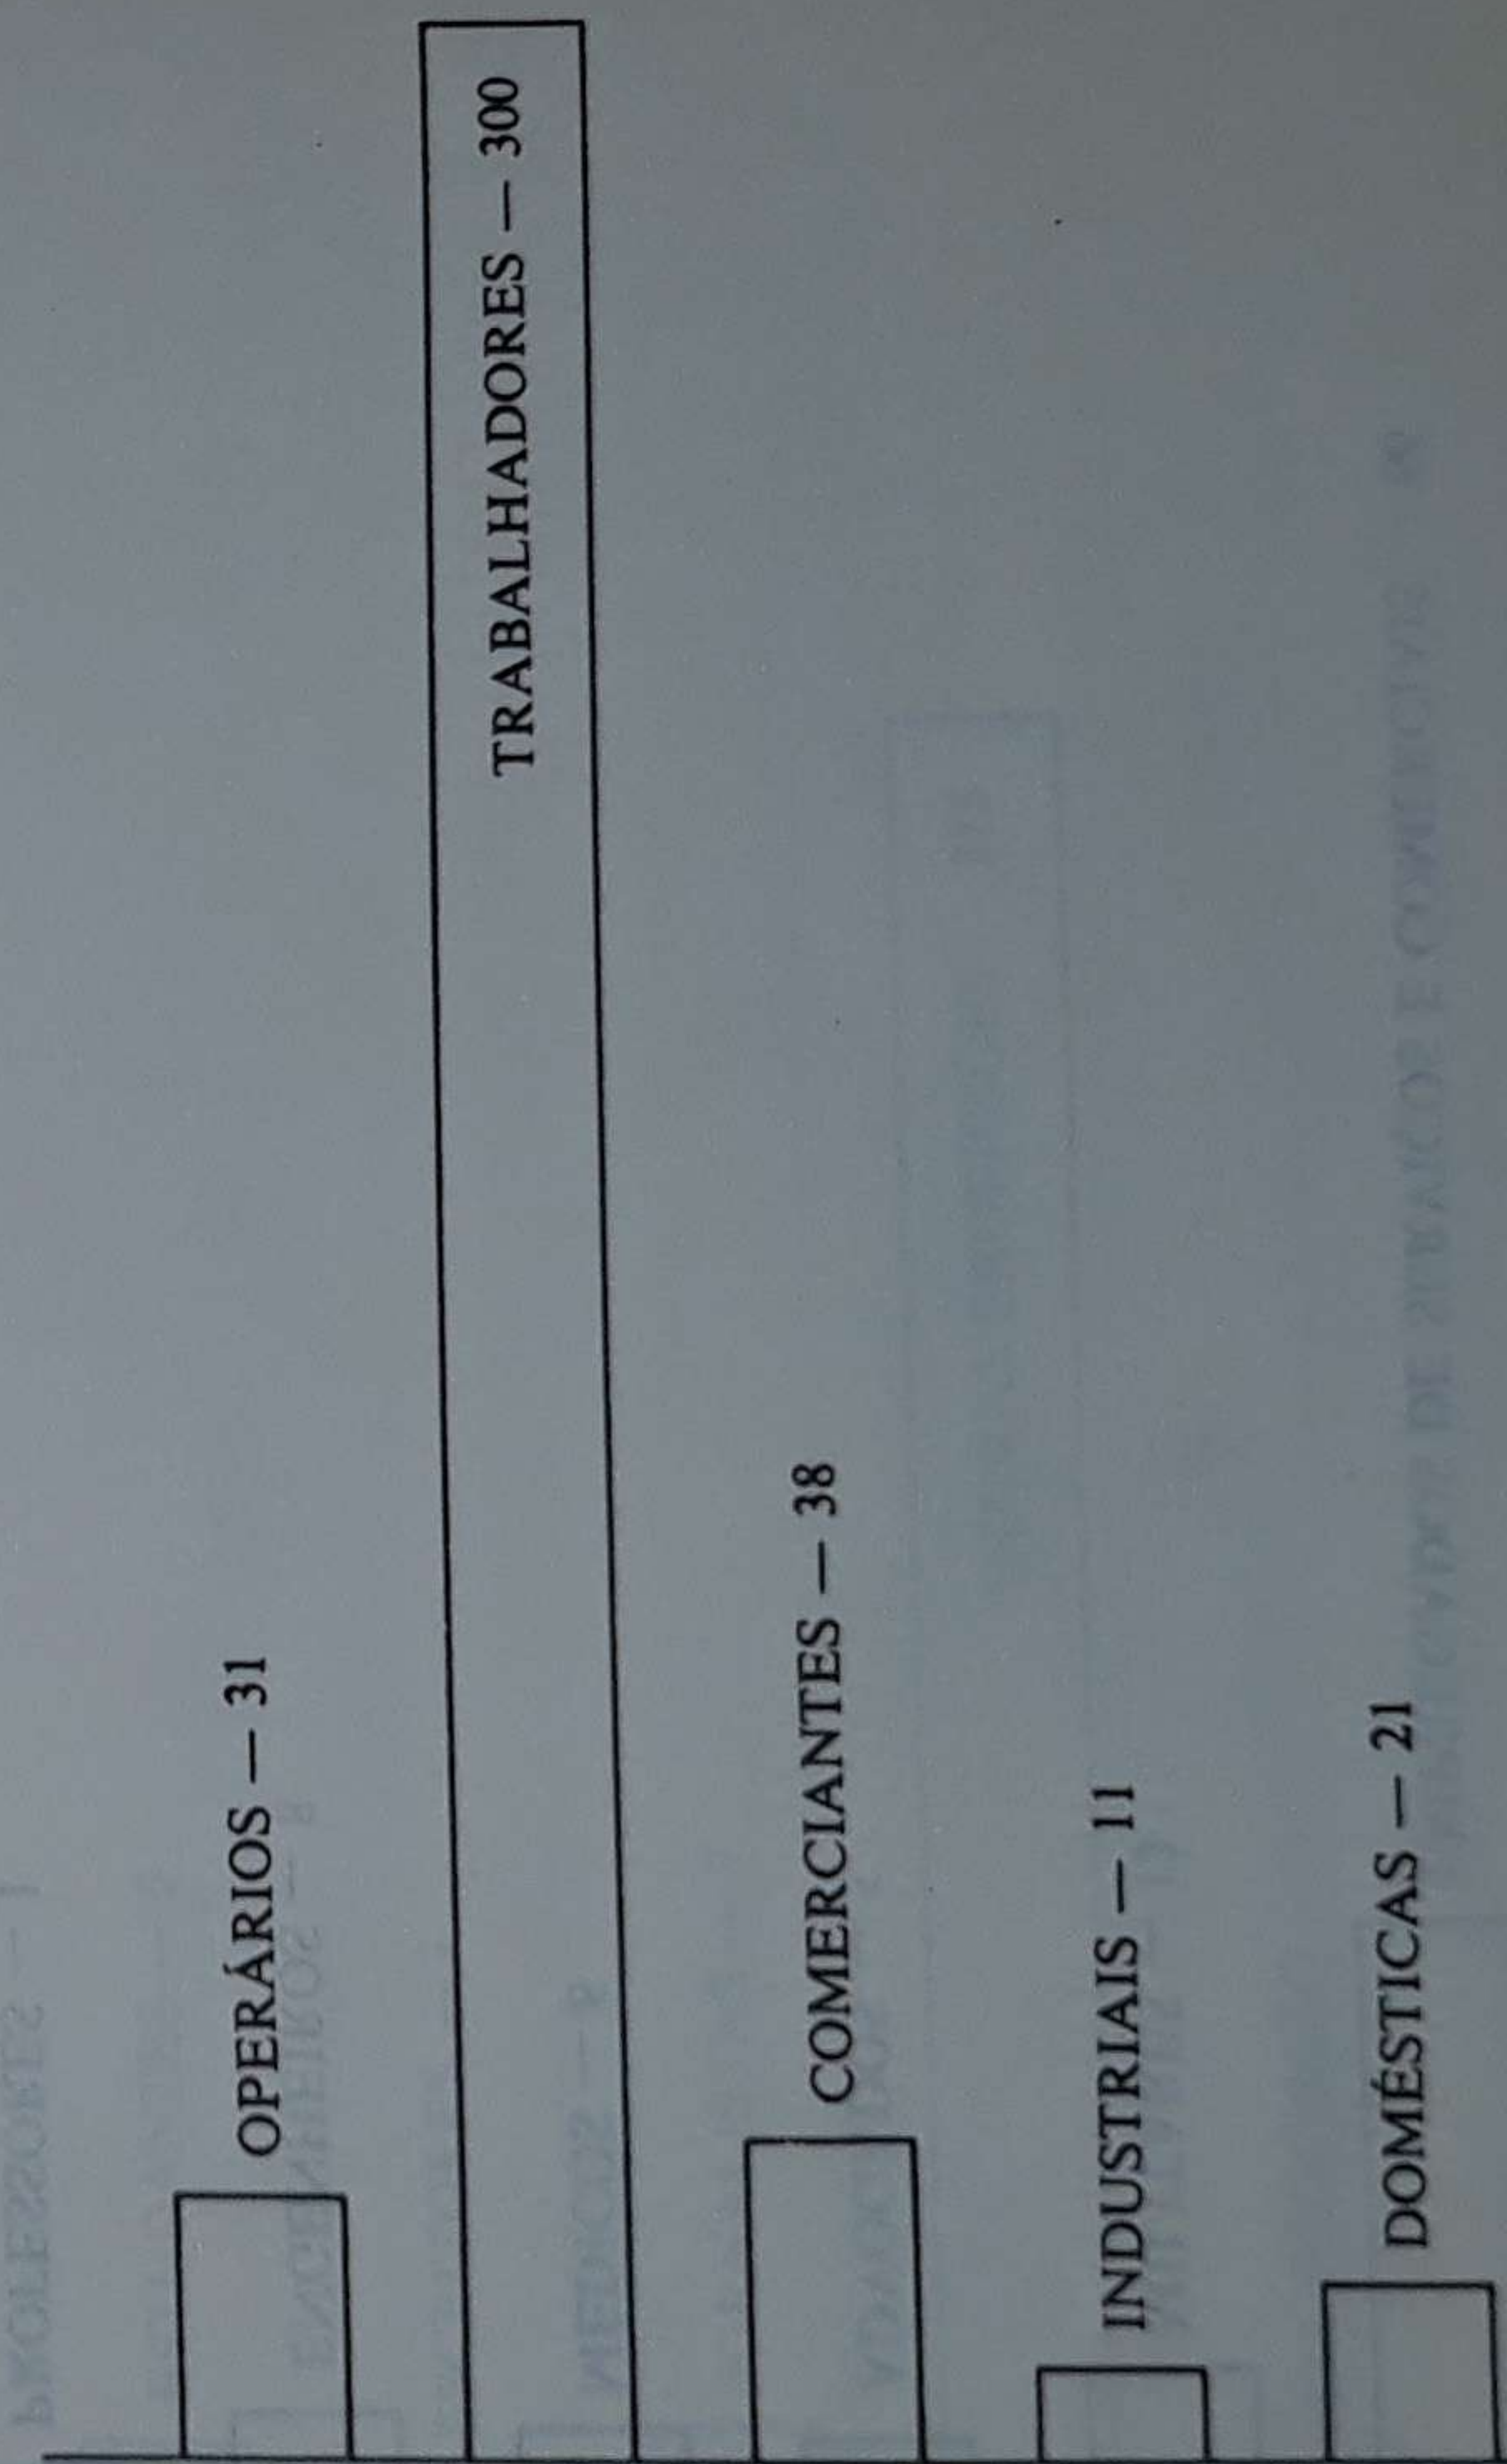 OPERÁRIOS — 31
TRABALHADORES — 300
COMERCIANTES — 38
INDUSTRIAIS — 11
DOMÉSTICAS — 21